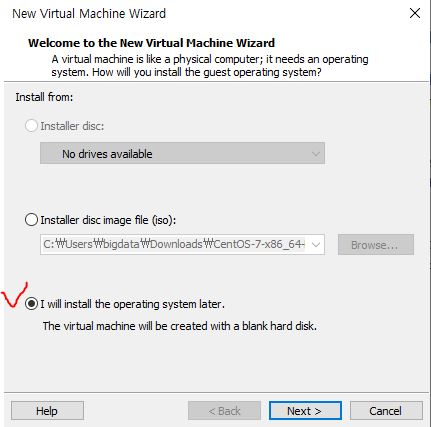 New Virtual Machine Wizard
Welcome to the New Virtual Machine Wizard
A virtual machine is like a physical computer; it needs an operating
system. How will you install the guest operating system?
Install from:
Installer disc:
No drives available
Installer disc image file (iso):
C:₩Users₩bigdata₩Downloads₩CentOS-7-x86_64-
Browse...
I will install the operating system later.
The virtual machine will be created with a blank hard disk.
Help
< Back
Next >
Cancel